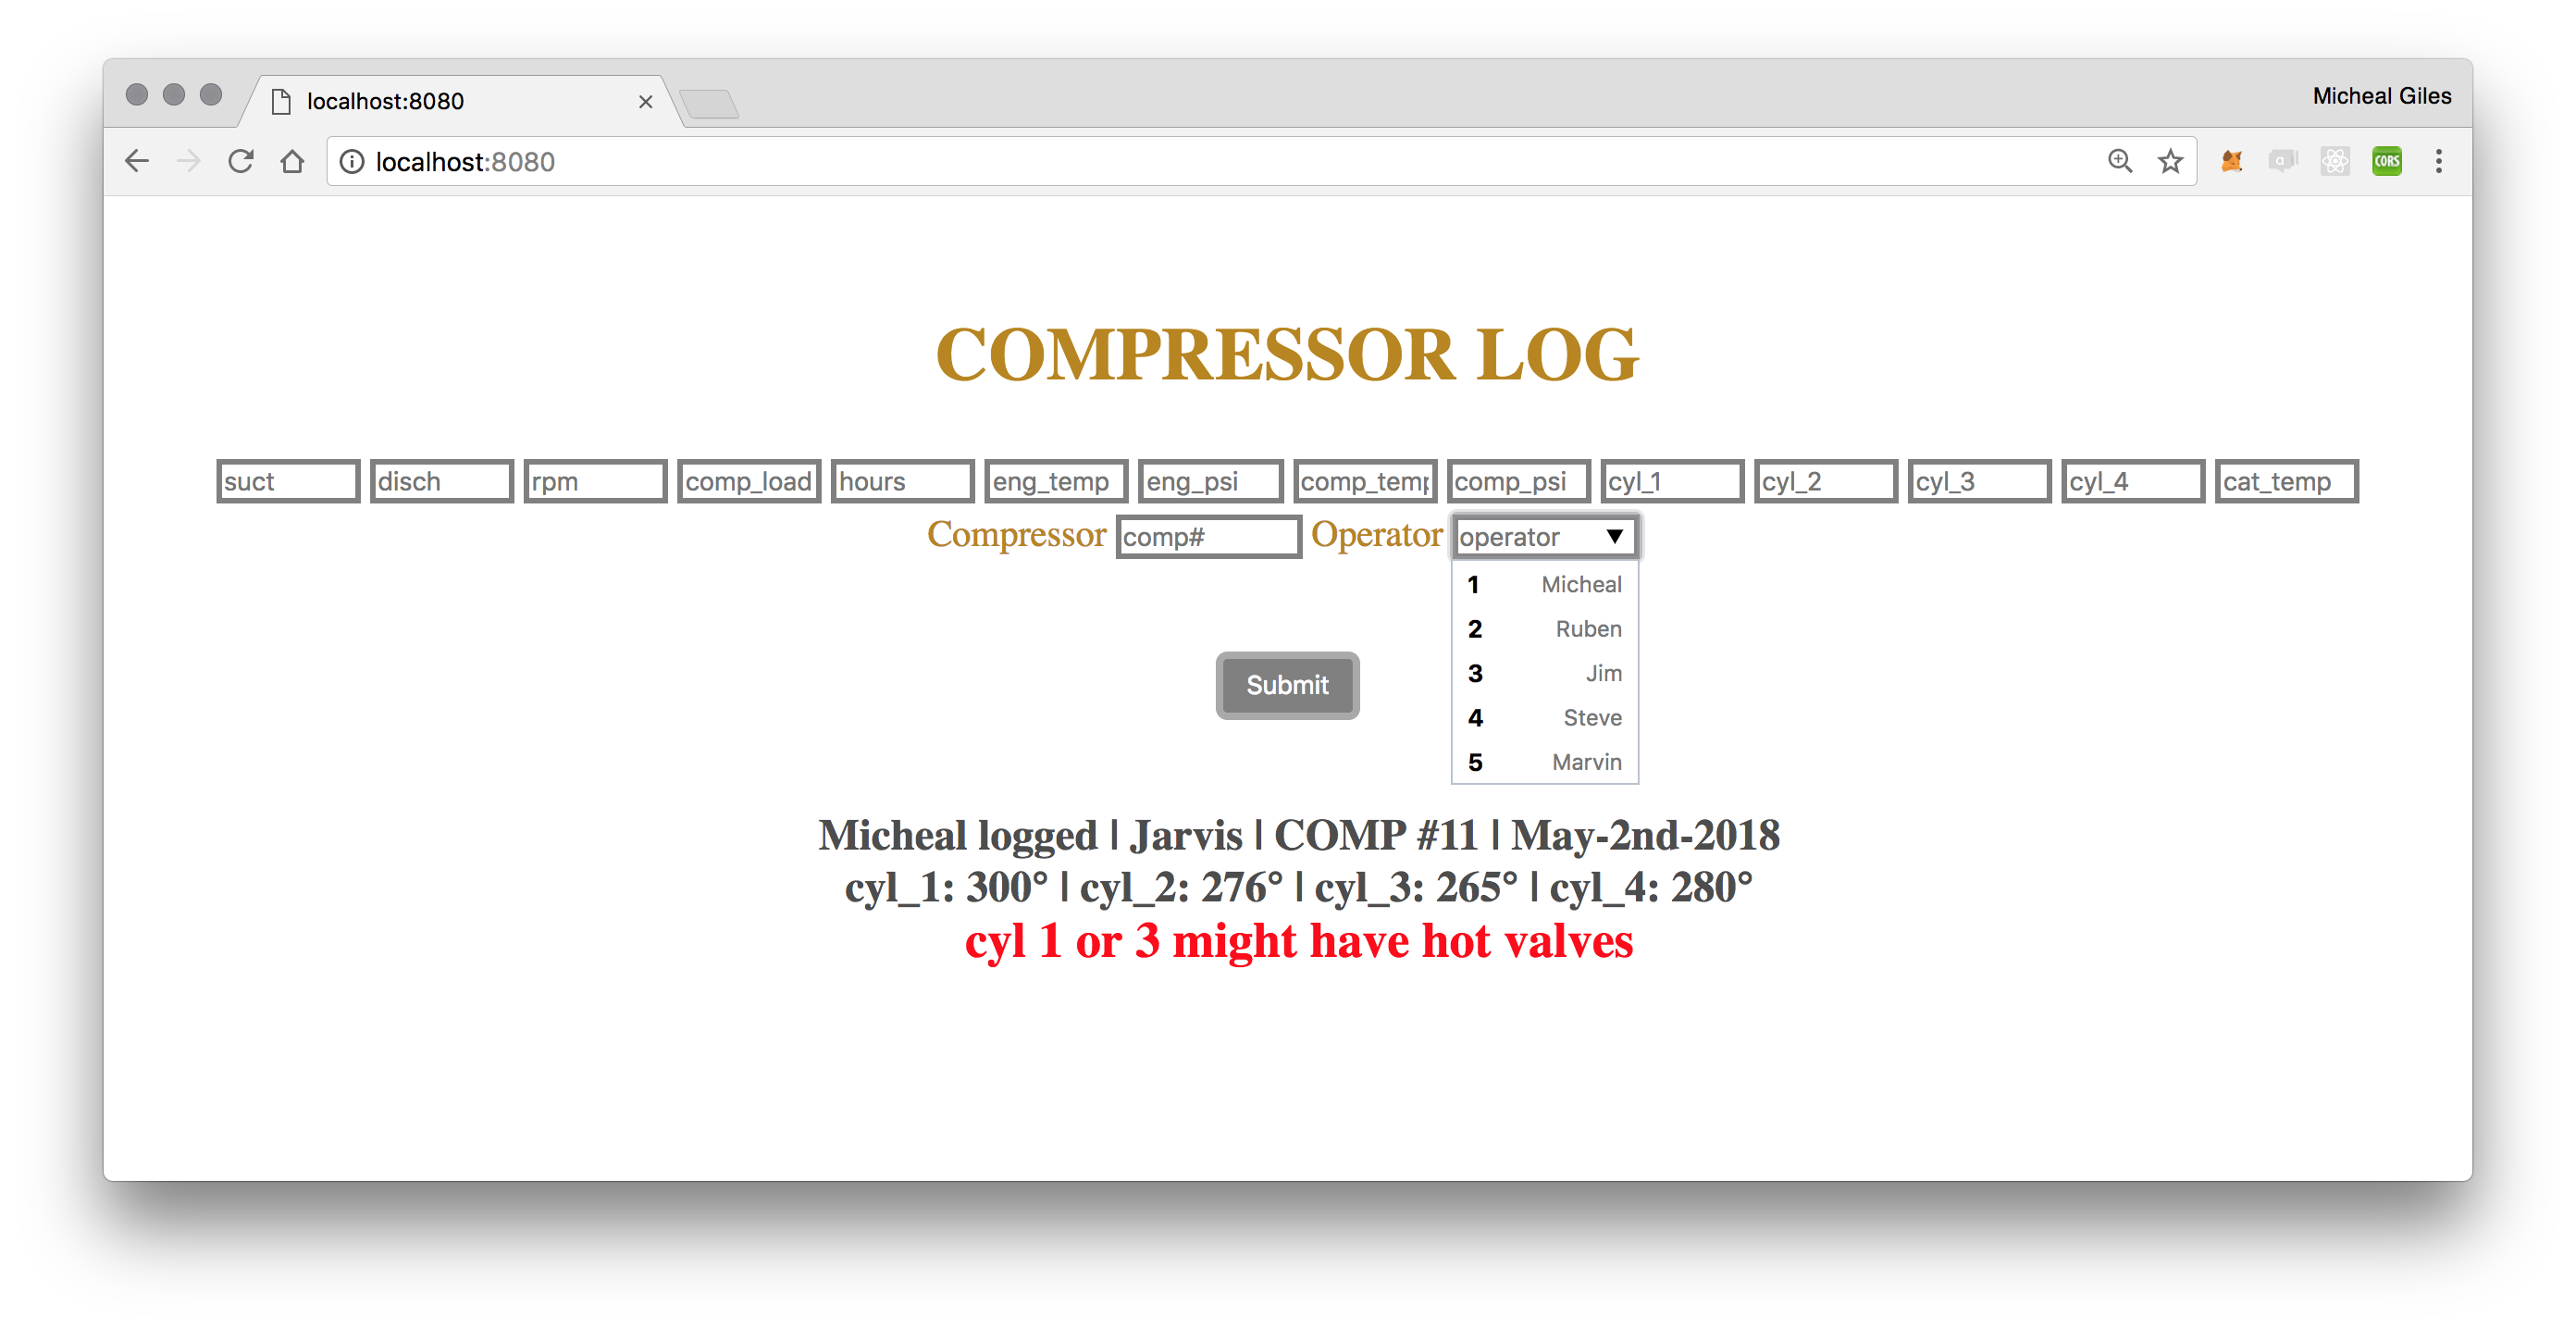 localhost:8080
Micheal Giles
localhost:8080
CORS
COMPRESSOR LOG
suct disch rpm comp_load hours eng_temp eng_psi comp_temp comp_psi cyl_1 cyl_2 cyl_3 cyl_4 cat_temp
Compressor comp# Operator operator
1 Micheal
2 Ruben
3 Jim
4 Steve
5 Marvin
Submit
Micheal logged | Jarvis | COMP #11 | May-2nd-2018
cyl_1: 300° | cyl_2: 276° | cyl_3: 265° | cyl_4: 280°
cyl 1 or 3 might have hot valves